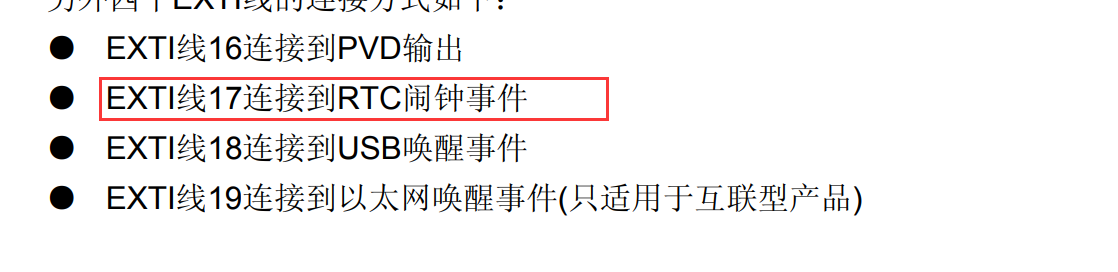 另外四个EXTI线的连接方式如下：
● EXTI线16连接到PVD输出
● EXTI线17连接到RTC闹钟事件
● EXTI线18连接到USB唤醒事件
● EXTI线19连接到以太网唤醒事件(只适用于互联型产品)